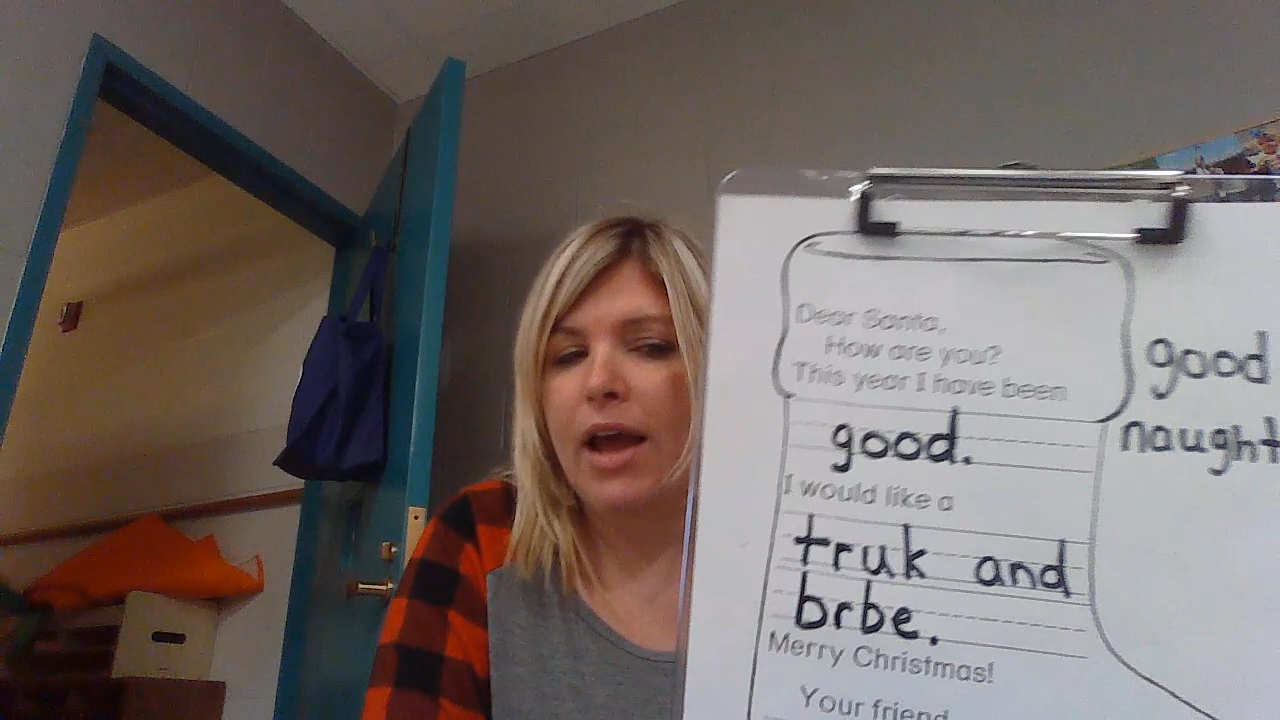 Dear Santa,
How are you?
This year I have been
good.
I would like a
truk and
brbe.
Merry Christmas!
Your friend
good
naught